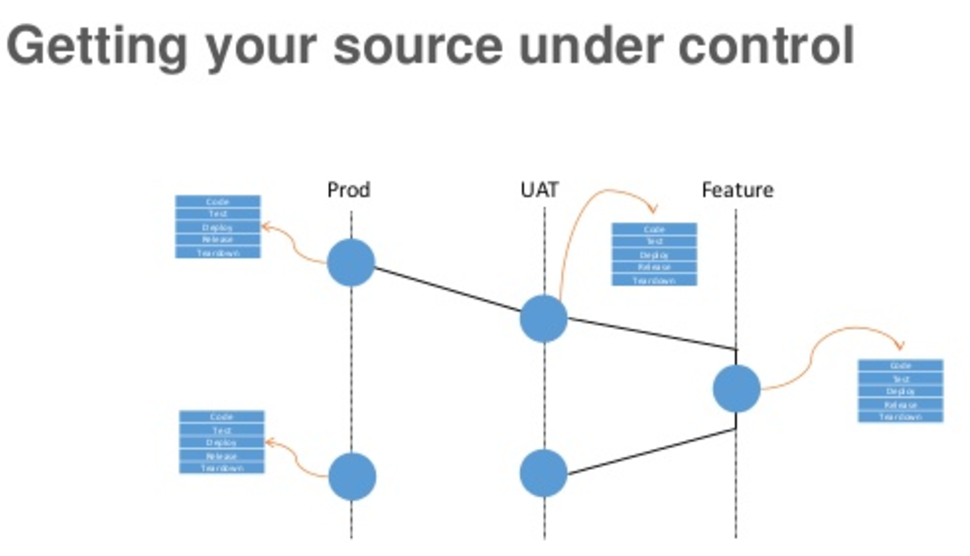 Getting your source under control
Prod
UAT
Feature
Code
Test
Deploy
Release
Teardown
Code
Test
Deploy
Release
Teardown
Code
Test
Deploy
Release
Teardown
Code
Test
Deploy
Release
Teardown